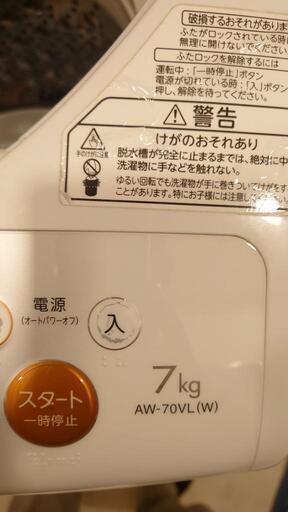 破損するおそれがありま
ふたがロックされている時に
無理に開けないでくださ
ふたロックを解除するには
運転中：「一時停止」ボタン
電源が切れている時：「入」ボタン
押し、解除を待ってください。
警告
けがのおそれあり
脱水槽が完全に止まるまでは、絶対に中
洗濯物に手などを触れない。
手のけがに注意
ゆるい回転でも洗濯物が手に巻きついてけがをす
ことがあります。特にお子様には注意してくださ
電源
(オートパワーオフ)
入
スタート
一時停止
7kg
AW-70VL(W)